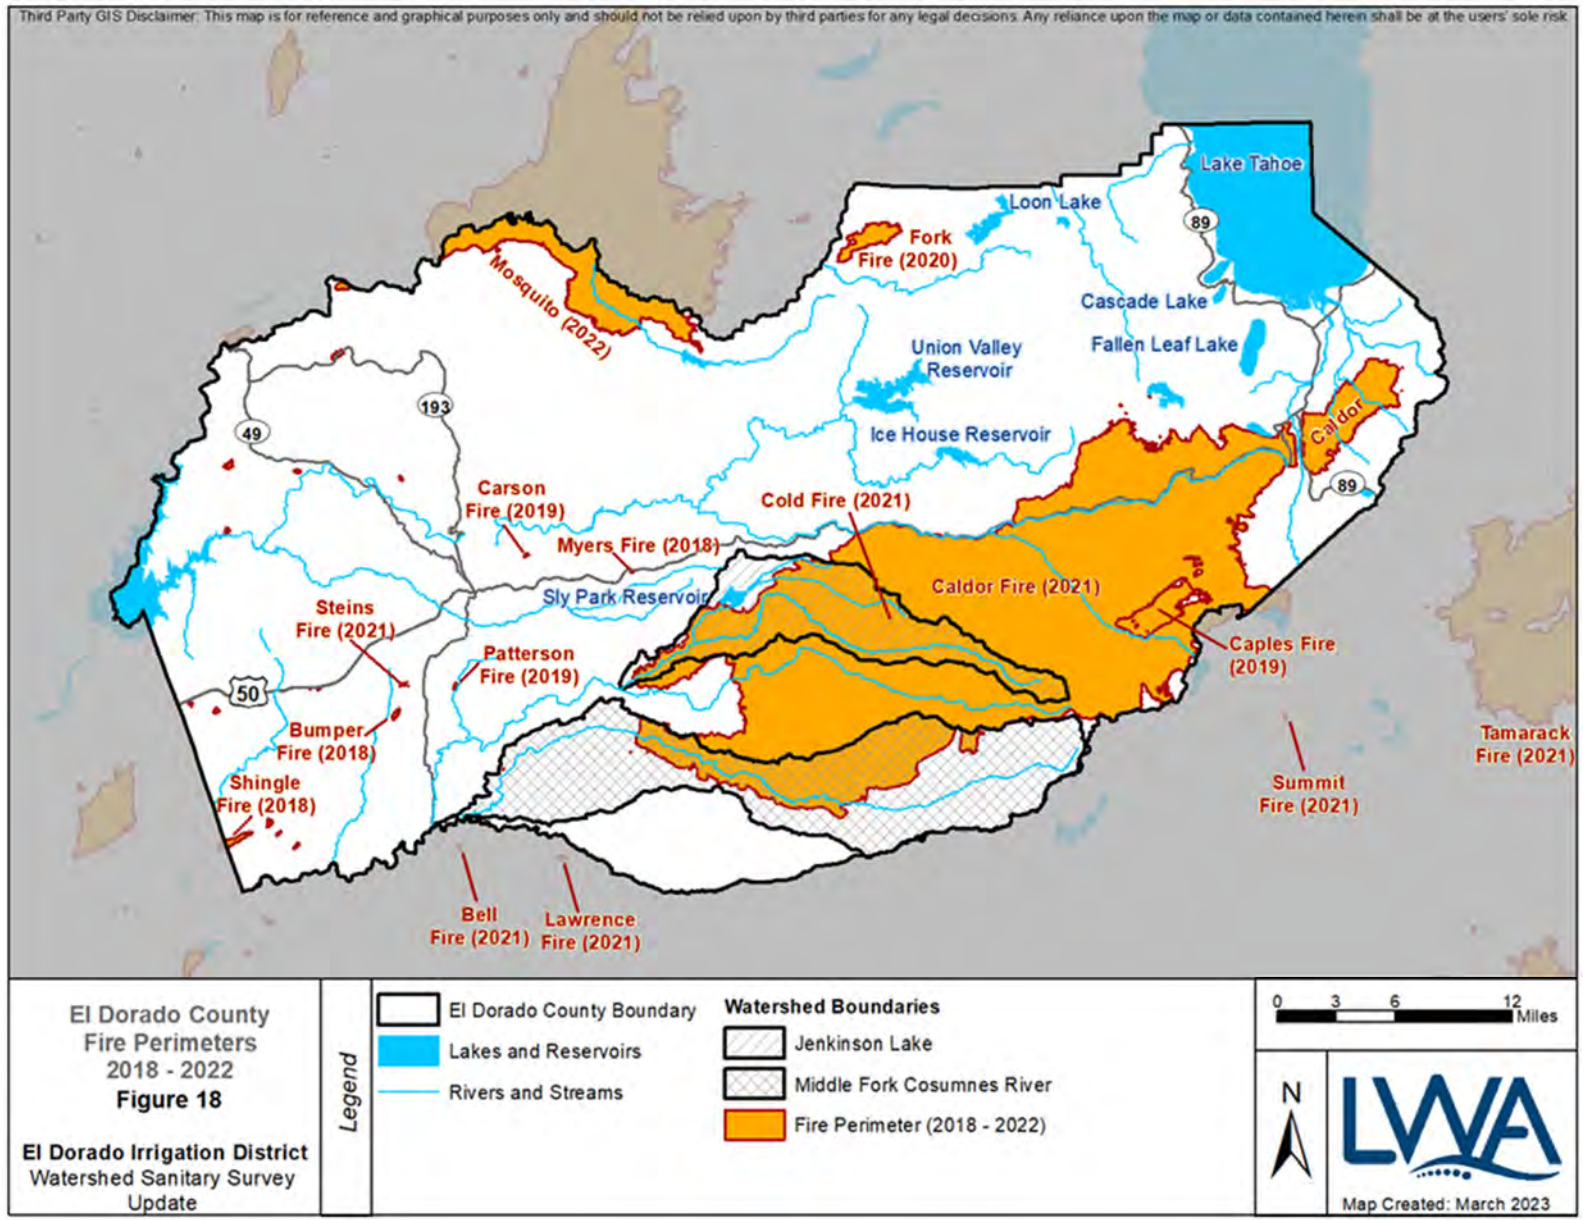 Third Party GIS Disclaimer: This map is for reference and graphical purposes only and should not be relied upon by third parties for any legal decisions. Any reliance upon the map or data contained herein shall be at the users' sole risk.
Lake Tahoe
Loon Lake
89
Fork
Fire (2020)
Mosquito (2022)
Cascade Lake
Fallen Leaf Lake
Union Valley
Reservoir
193
49
Caldor
Ice House Reservoir
89
Carson
Fire (2019)
Cold Fire (2021)
Myers Fire (2018)
Caldor Fire (2021)
Sly Park Reservoir
Steins
Fire (2021)
Caples Fire
(2019)
Patterson
Fire (2019)
50
Bumper
Fire (2018)
Tamarack
Fire (2021)
Shingle
Fire (2018)
Summit
Fire (2021)
Bell
Fire (2021)
Lawrence
Fire (2021)
El Dorado County
Fire Perimeters
2018 - 2022
Figure 18
El Dorado Irrigation District
Watershed Sanitary Survey
Update
Legend
El Dorado County Boundary
Lakes and Reservoirs
Rivers and Streams
Watershed Boundaries
Jenkinson Lake
Middle Fork Cosumnes River
Fire Perimeter (2018 - 2022)
0 3 6 12
Miles
N
LWA
Map Created: March 2023